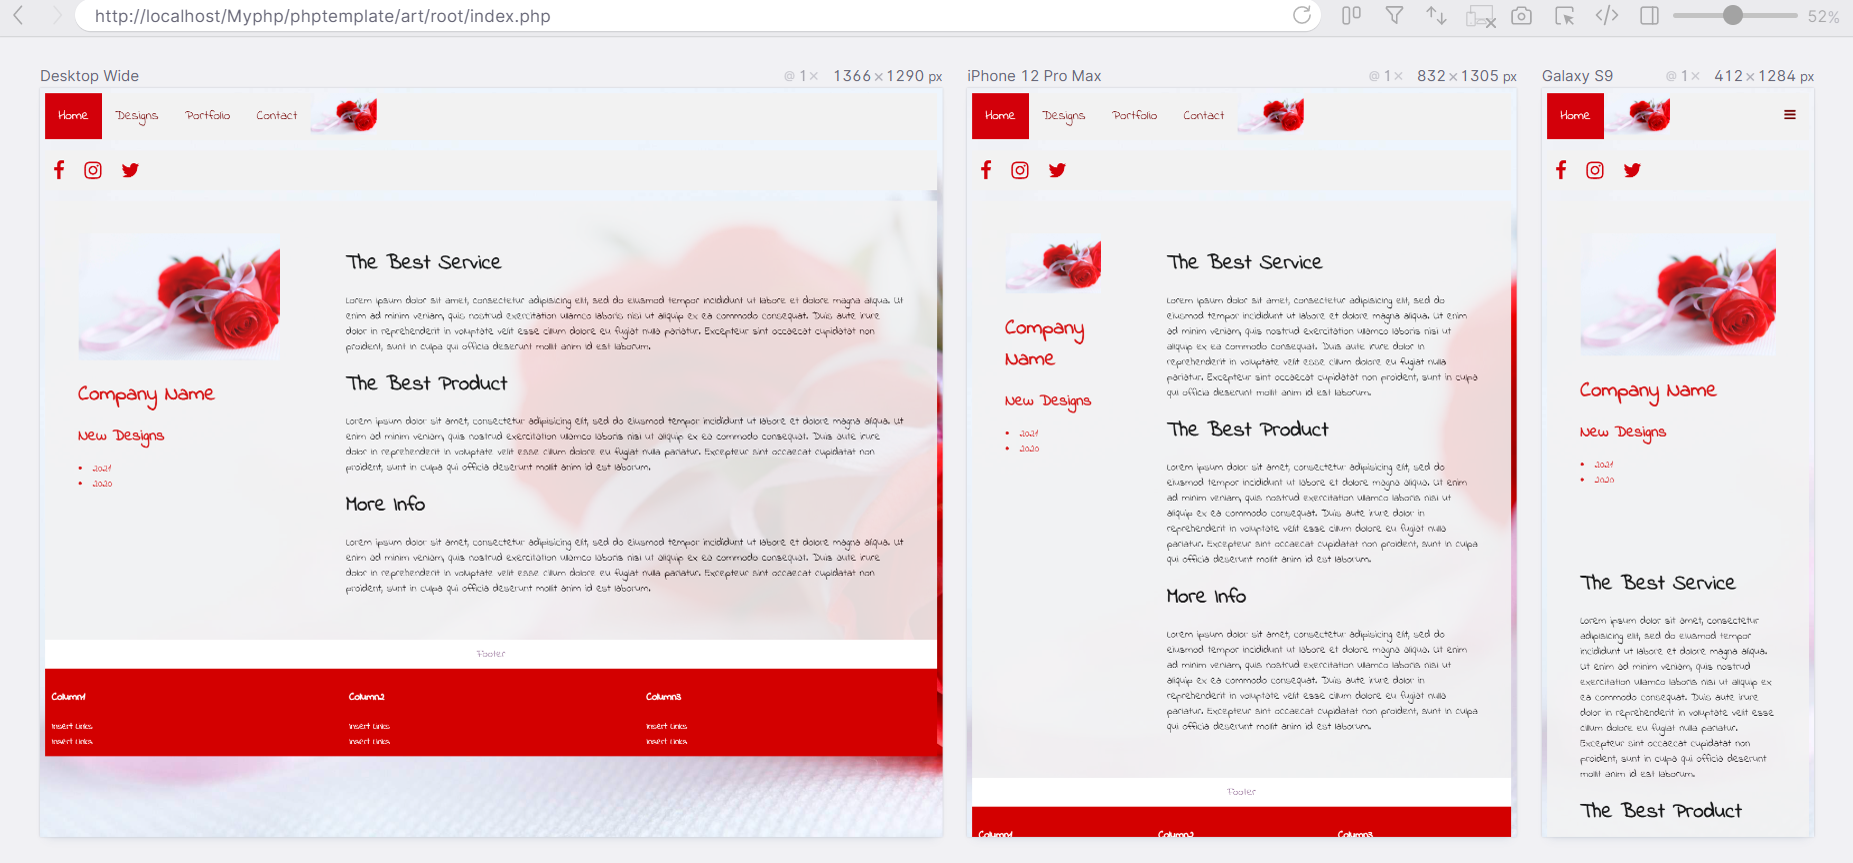 http://localhost/Myphp/phptemplate/art/root/index.php
52%
Desktop Wide
@ 1× 1366×1290 px
Home Designs Portfolio Contact
The Best Service
Lorem ipsum dolor sit amet, consectetur adipisicing elit, sed do eiusmod tempor incididunt ut labore et dolore magna aliqua. Ut
enim ad minim veniam, quis nostrud exercitation ullamco laboris nisi ut aliquip ex ea commodo consequat. Duis aute irure
dolor in reprehenderit in voluptate velit esse cillum dolore eu fugiat nulla pariatur. Excepteur sint occaecat cupidatat non
proident, sunt in culpa qui officia deserunt mollit anim id est laborum.
Company Name
New Designs
2021
2020
The Best Product
Lorem ipsum dolor sit amet, consectetur adipisicing elit, sed do eiusmod tempor incididunt ut labore et dolore magna aliqua. Ut
enim ad minim veniam, quis nostrud exercitation ullamco laboris nisi ut aliquip ex ea commodo consequat. Duis aute irure
dolor in reprehenderit in voluptate velit esse cillum dolore eu fugiat nulla pariatur. Excepteur sint occaecat cupidatat non
proident, sunt in culpa qui officia deserunt mollit anim id est laborum.
More Info
Lorem ipsum dolor sit amet, consectetur adipisicing elit, sed do eiusmod tempor incididunt ut labore et dolore magna aliqua. Ut
enim ad minim veniam, quis nostrud exercitation ullamco laboris nisi ut aliquip ex ea commodo consequat. Duis aute irure
dolor in reprehenderit in voluptate velit esse cillum dolore eu fugiat nulla pariatur. Excepteur sint occaecat cupidatat non
proident, sunt in culpa qui officia deserunt mollit anim id est laborum.
Footer
Column1 Column2 Column3
Insert Links Insert Links Insert Links
Insert Links Insert Links Insert Links
iPhone 12 Pro Max
@ 1× 832×1305 px
Home Designs Portfolio Contact
Company
Name
New Designs
2021
2020
The Best Service
Lorem ipsum dolor sit amet, consectetur adipisicing elit, sed do
eiusmod tempor incididunt ut labore et dolore magna aliqua. Ut enim
ad minim veniam, quis nostrud exercitation ullamco laboris nisi ut
aliquip ex ea commodo consequat. Duis aute irure dolor in
reprehenderit in voluptate velit esse cillum dolore eu fugiat nulla
pariatur. Excepteur sint occaecat cupidatat non proident, sunt in culpa
qui officia deserunt mollit anim id est laborum.
The Best Product
Lorem ipsum dolor sit amet, consectetur adipisicing elit, sed do
eiusmod tempor incididunt ut labore et dolore magna aliqua. Ut enim
ad minim veniam, quis nostrud exercitation ullamco laboris nisi ut
aliquip ex ea commodo consequat. Duis aute irure dolor in
reprehenderit in voluptate velit esse cillum dolore eu fugiat nulla
pariatur. Excepteur sint occaecat cupidatat non proident, sunt in culpa
qui officia deserunt mollit anim id est laborum.
More Info
Lorem ipsum dolor sit amet, consectetur adipisicing elit, sed do
eiusmod tempor incididunt ut labore et dolore magna aliqua. Ut enim
ad minim veniam, quis nostrud exercitation ullamco laboris nisi ut
aliquip ex ea commodo consequat. Duis aute irure dolor in
reprehenderit in voluptate velit esse cillum dolore eu fugiat nulla
pariatur. Excepteur sint occaecat cupidatat non proident, sunt in culpa
qui officia deserunt mollit anim id est laborum.
Footer
Column1 Column2 Column3
Galaxy S9
@ 1× 412×1284 px
Home
Company Name
New Designs
2021
2020
The Best Service
Lorem ipsum dolor sit amet, consectetur
adipisicing elit, sed do eiusmod tempor
incididunt ut labore et dolore magna aliqua.
Ut enim ad minim veniam, quis nostrud
exercitation ullamco laboris nisi ut aliquip ex
ea commodo consequat. Duis aute irure
dolor in reprehenderit in voluptate velit esse
cillum dolore eu fugiat nulla pariatur.
Excepteur sint occaecat cupidatat non
proident, sunt in culpa qui officia deserunt
mollit anim id est laborum.
The Best Product